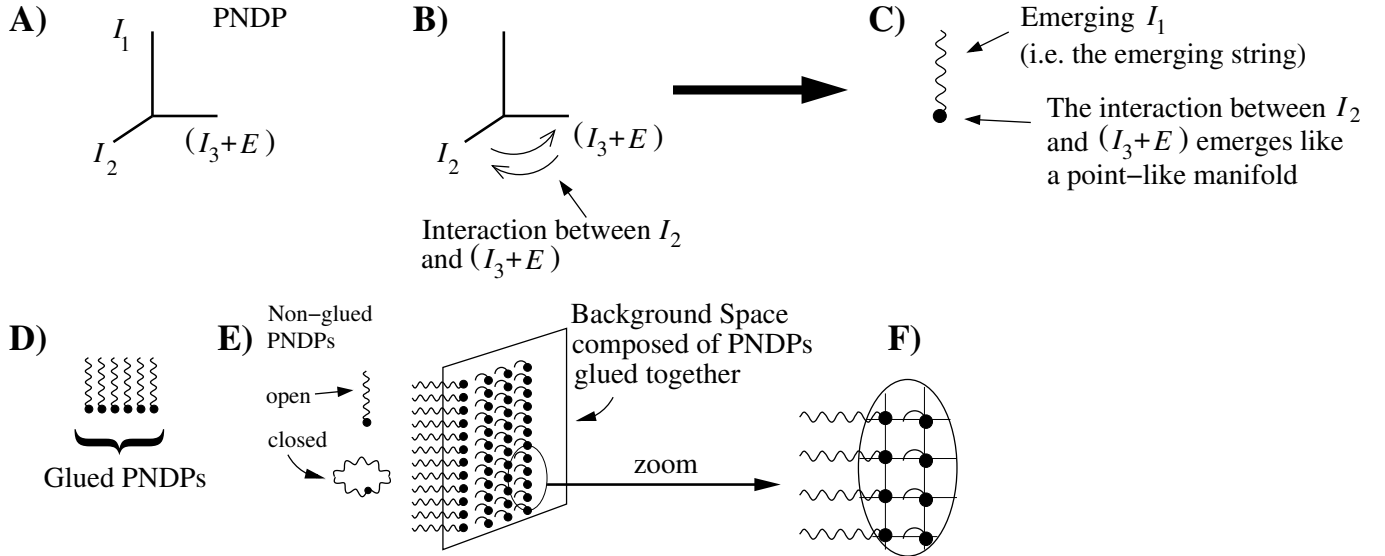 A)
PNDP
I1
I2
(I3+E)
B)
I2
(I3+E)
Interaction between I2
and (I3+E)
C)
Emerging I1
(i.e. the emerging string)
The interaction between I2
and (I3+E) emerges like
a point−like manifold
D)
Glued PNDPs
E)
Non−glued
PNDPs
open
closed
Background Space
composed of PNDPs
glued together
zoom
F)